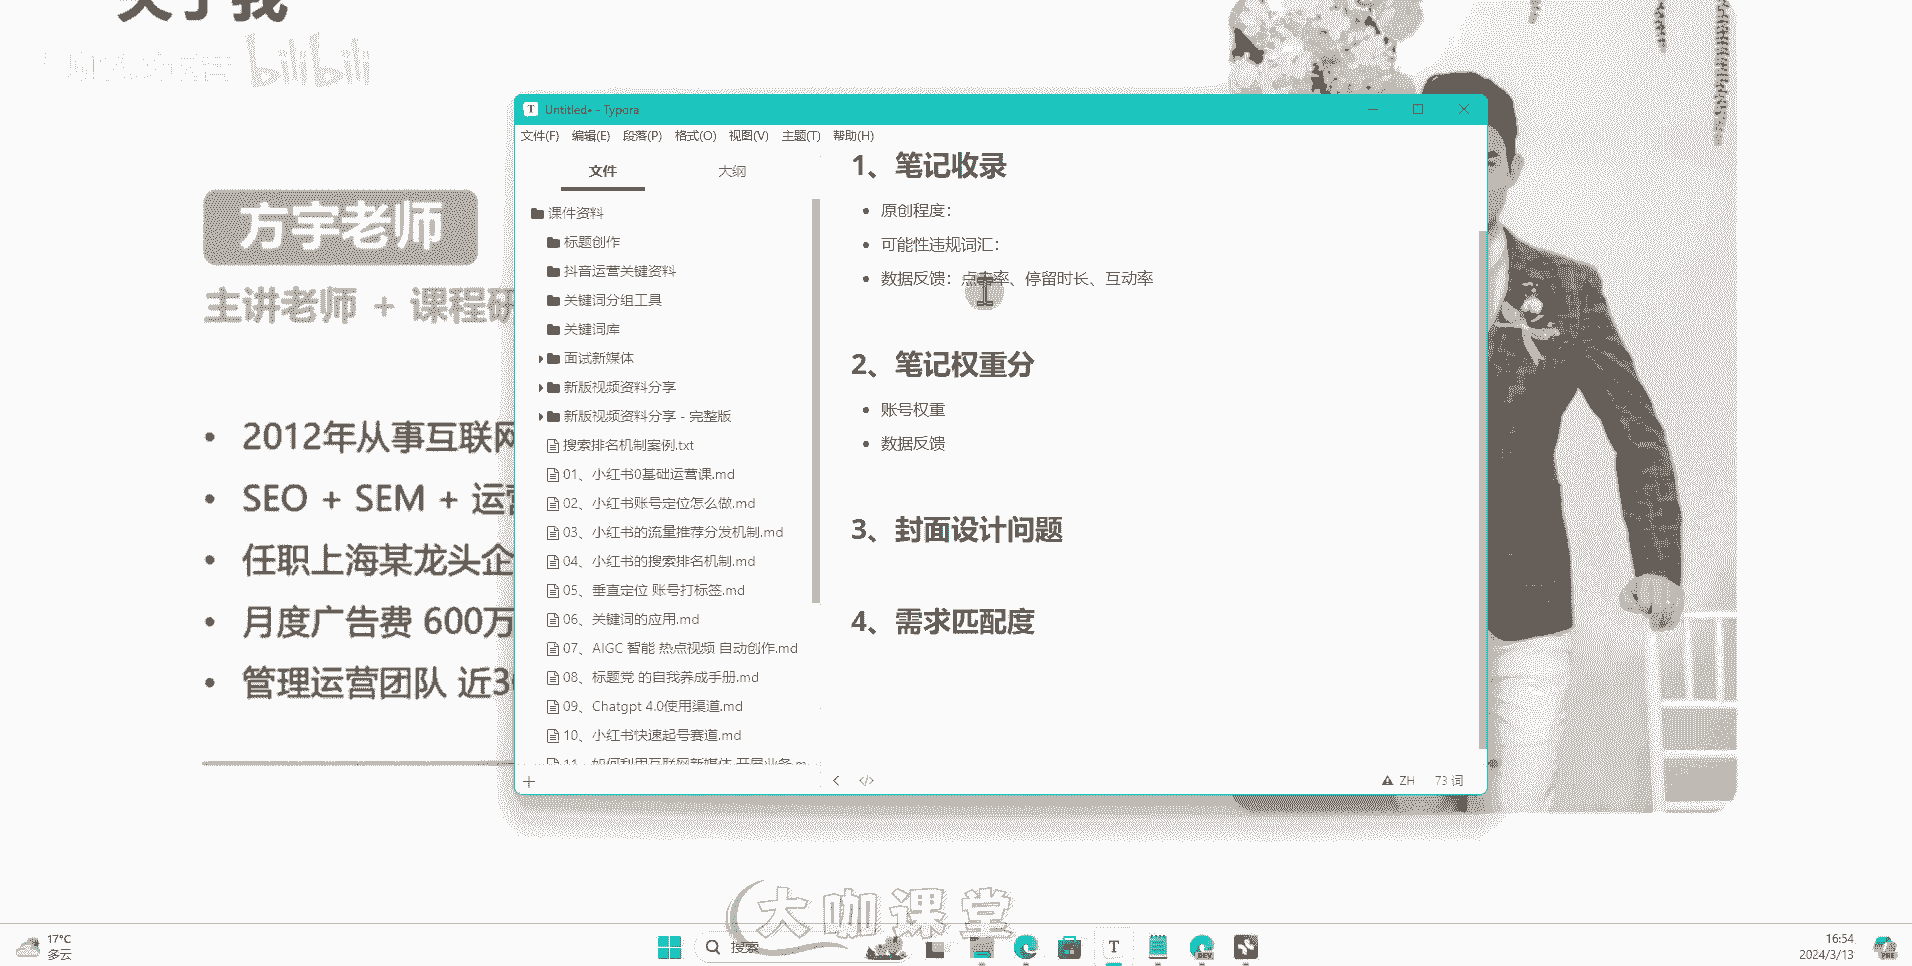 关于我
bilibili
方宇老师
主讲老师 + 课程研
• 2012年从事互联网
• SEO + SEM + 运营
• 任职上海某龙头企
• 月度广告费 600万
• 管理运营团队 近30
Untitled• - Typora
文件(F) 编辑(E) 段落(P) 格式(O) 视图(V) 主题(T) 帮助(H)
文件 大纲
课件资料
标题创作
抖音运营关键资料
关键词分组工具
关键词库
面试新媒体
新版视频资料分享
新版视频资料分享 - 完整版
搜索排名机制案例.txt
01、小红书0基础运营课.md
02、小红书账号定位怎么做.md
03、小红书的流量推荐分发机制.md
04、小红书的搜索排名机制.md
05、垂直定位 账号打标签.md
06、关键词的应用.md
07、AIGC 智能 热点视频 自动创作.md
08、标题党 的自我养成手册.md
09、Chatgpt 4.0使用渠道.md
10、小红书快速起号赛道.md
11、如何利用互联网新媒体 开展业务.m
1、笔记收录
• 原创程度：
• 可能性违规词汇：
• 数据反馈：点击率、停留时长、互动率
2、笔记权重分
• 账号权重
• 数据反馈
3、封面设计问题
4、需求匹配度
ZH 73 词
大咖课堂
17°C
多云
搜索
16:54
2024/3/13